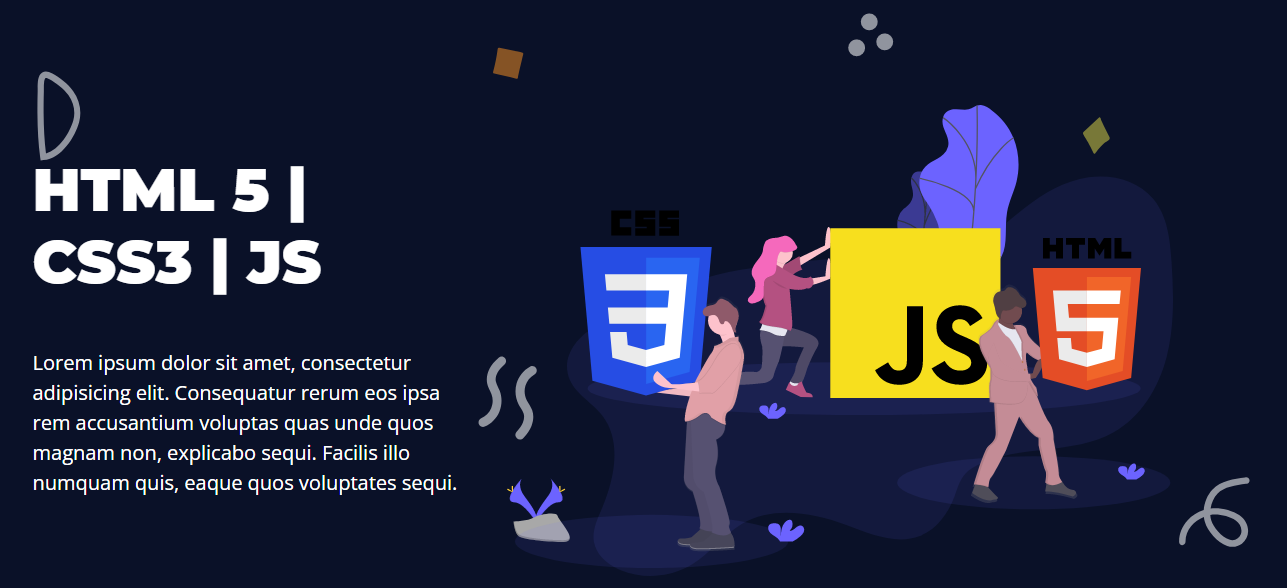 HTML 5 |
CSS3 | JS
Lorem ipsum dolor sit amet, consectetur
adipisicing elit. Consequatur rerum eos ipsa
rem accusantium voluptas quas unde quos
magnam non, explicabo sequi. Facilis illo
numquam quis, eaque quos voluptates sequi.
CSS
3
JS
HTML
5